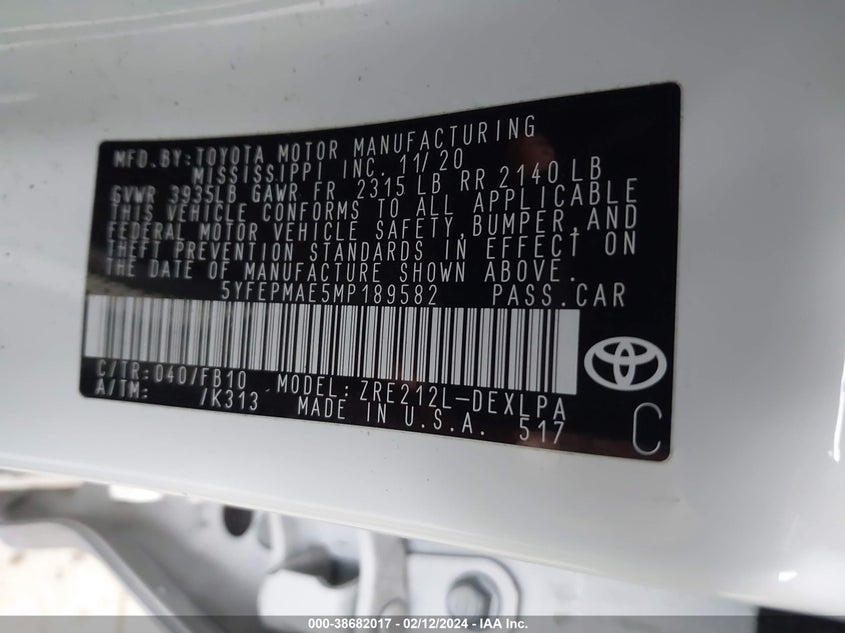 MFD.BY:TOYOTA MOTOR MANUFACTURING
MISSISSIPPI INC. 11/20
GVWR 3935LB GAWR FR 2315 LB RR 2140 LB
THIS VEHICLE CONFORMS TO ALL APPLICABLE
FEDERAL MOTOR VEHICLE SAFETY,BUMPER,AND
THEFT PREVENTION STANDARDS IN EFFECT ON
THE DATE OF MANUFACTURE SHOWN ABOVE.
5YFEPMAE5MP189582 PASS.CAR
C/TR:040/FB10 MODEL:ZRE212L-DEXLPA
A/TM: /K313 MADE IN U.S.A. 517
C
000-38682017 - 02/12/2024 - IAA Inc.